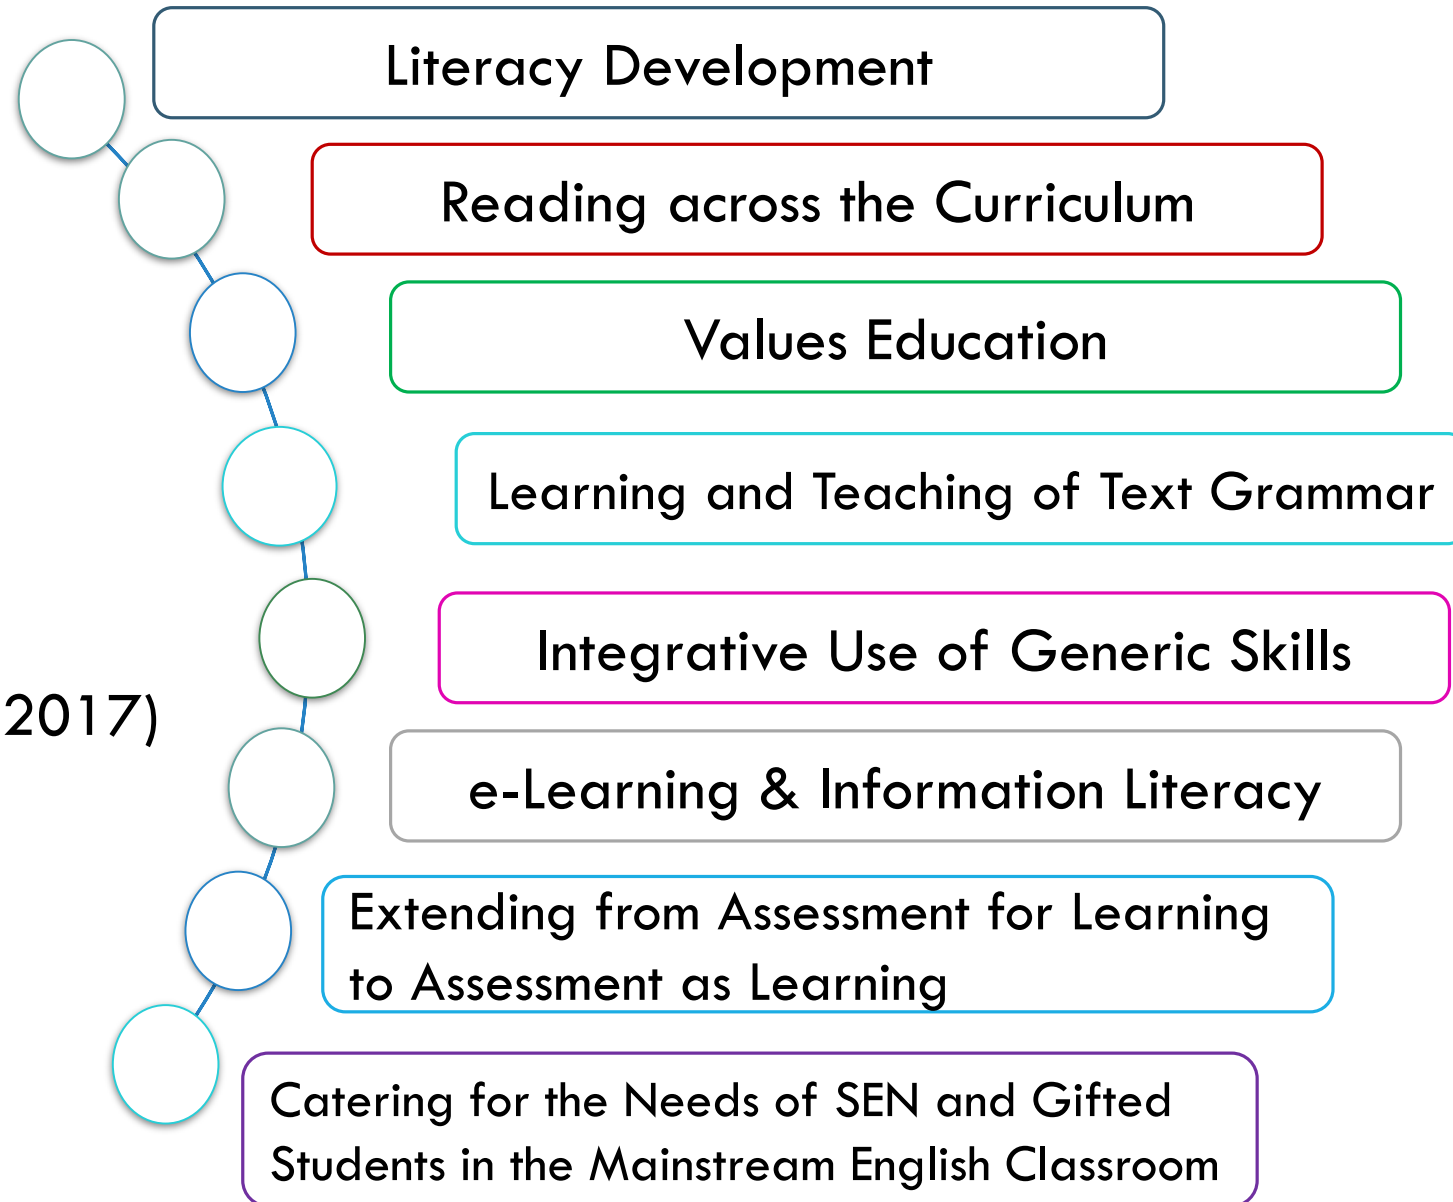 Literacy Development
Reading across the Curriculum
Values Education
Learning and Teaching of Text Grammar
Integrative Use of Generic Skills
2017)
e-Learning & Information Literacy
Extending from Assessment for Learning
to Assessment as Learning
Catering for the Needs of SEN and Gifted
Students in the Mainstream English Classroom